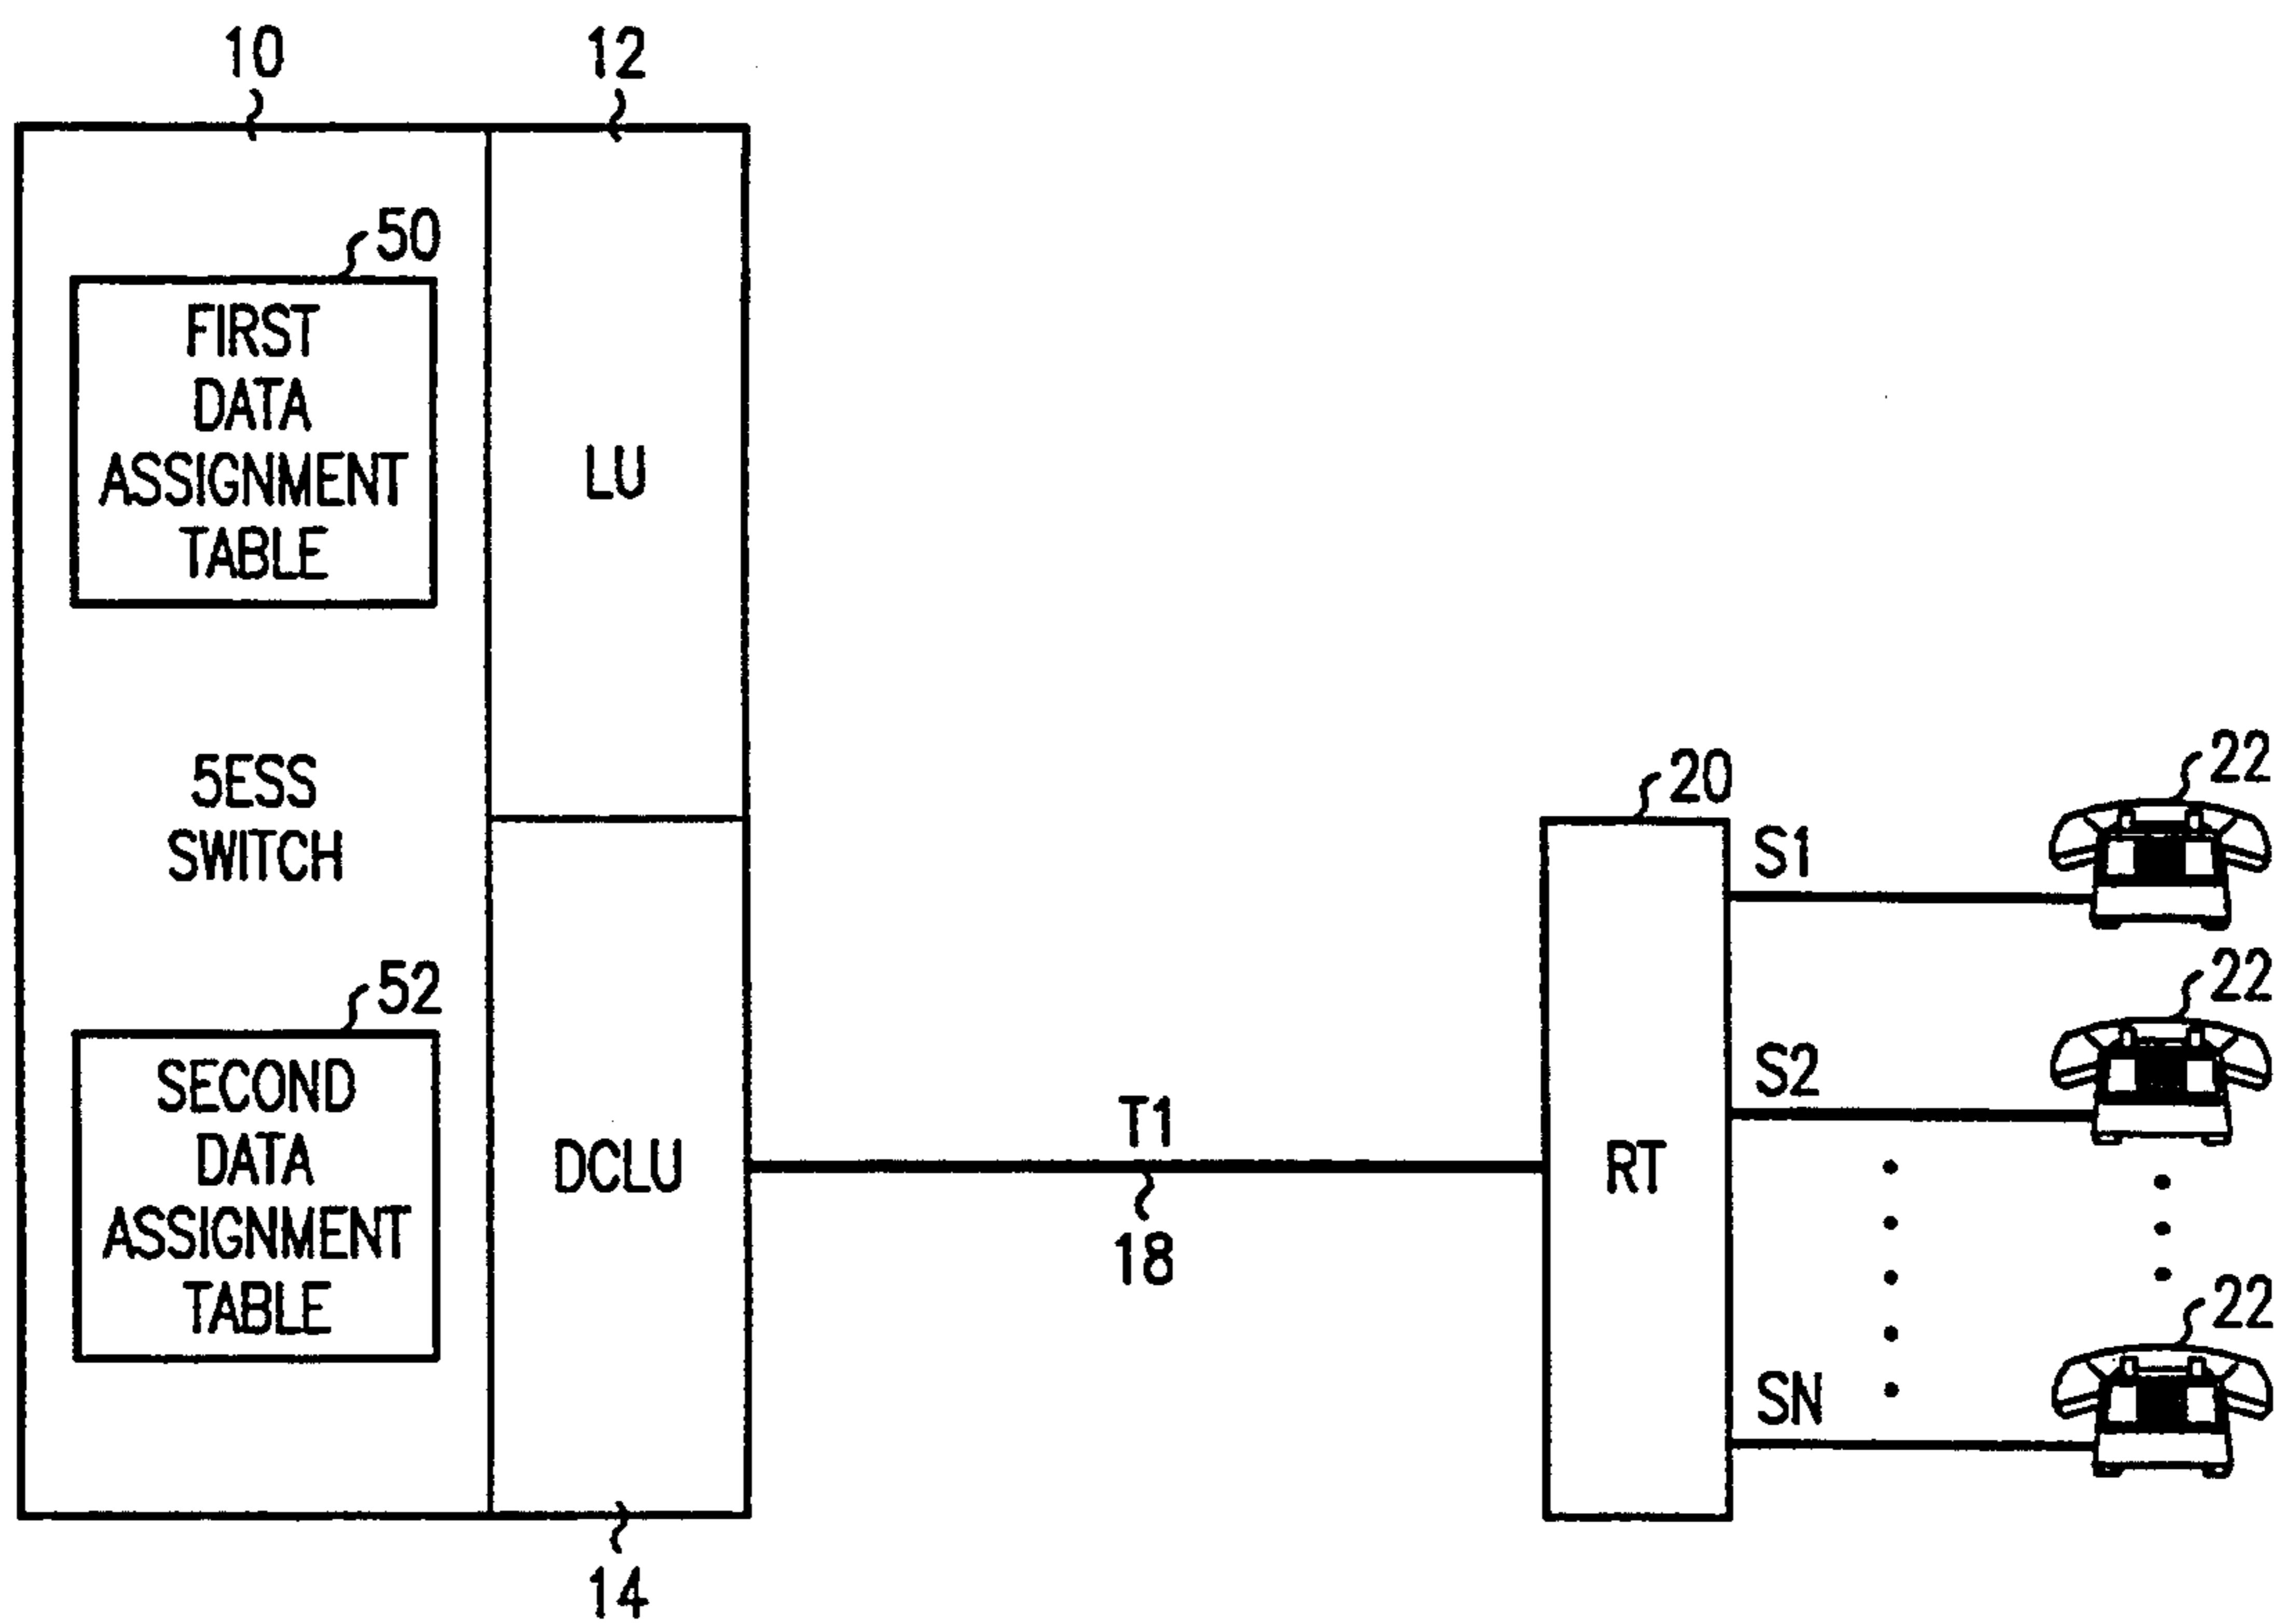 10
12
50
FIRST
DATA
ASSIGNMENT
TABLE
LU
5ESS
SWITCH
52
SECOND
DATA
ASSIGNMENT
TABLE
DCLU
14
T1
18
20
RT
S1
22
S2
22
SN
22